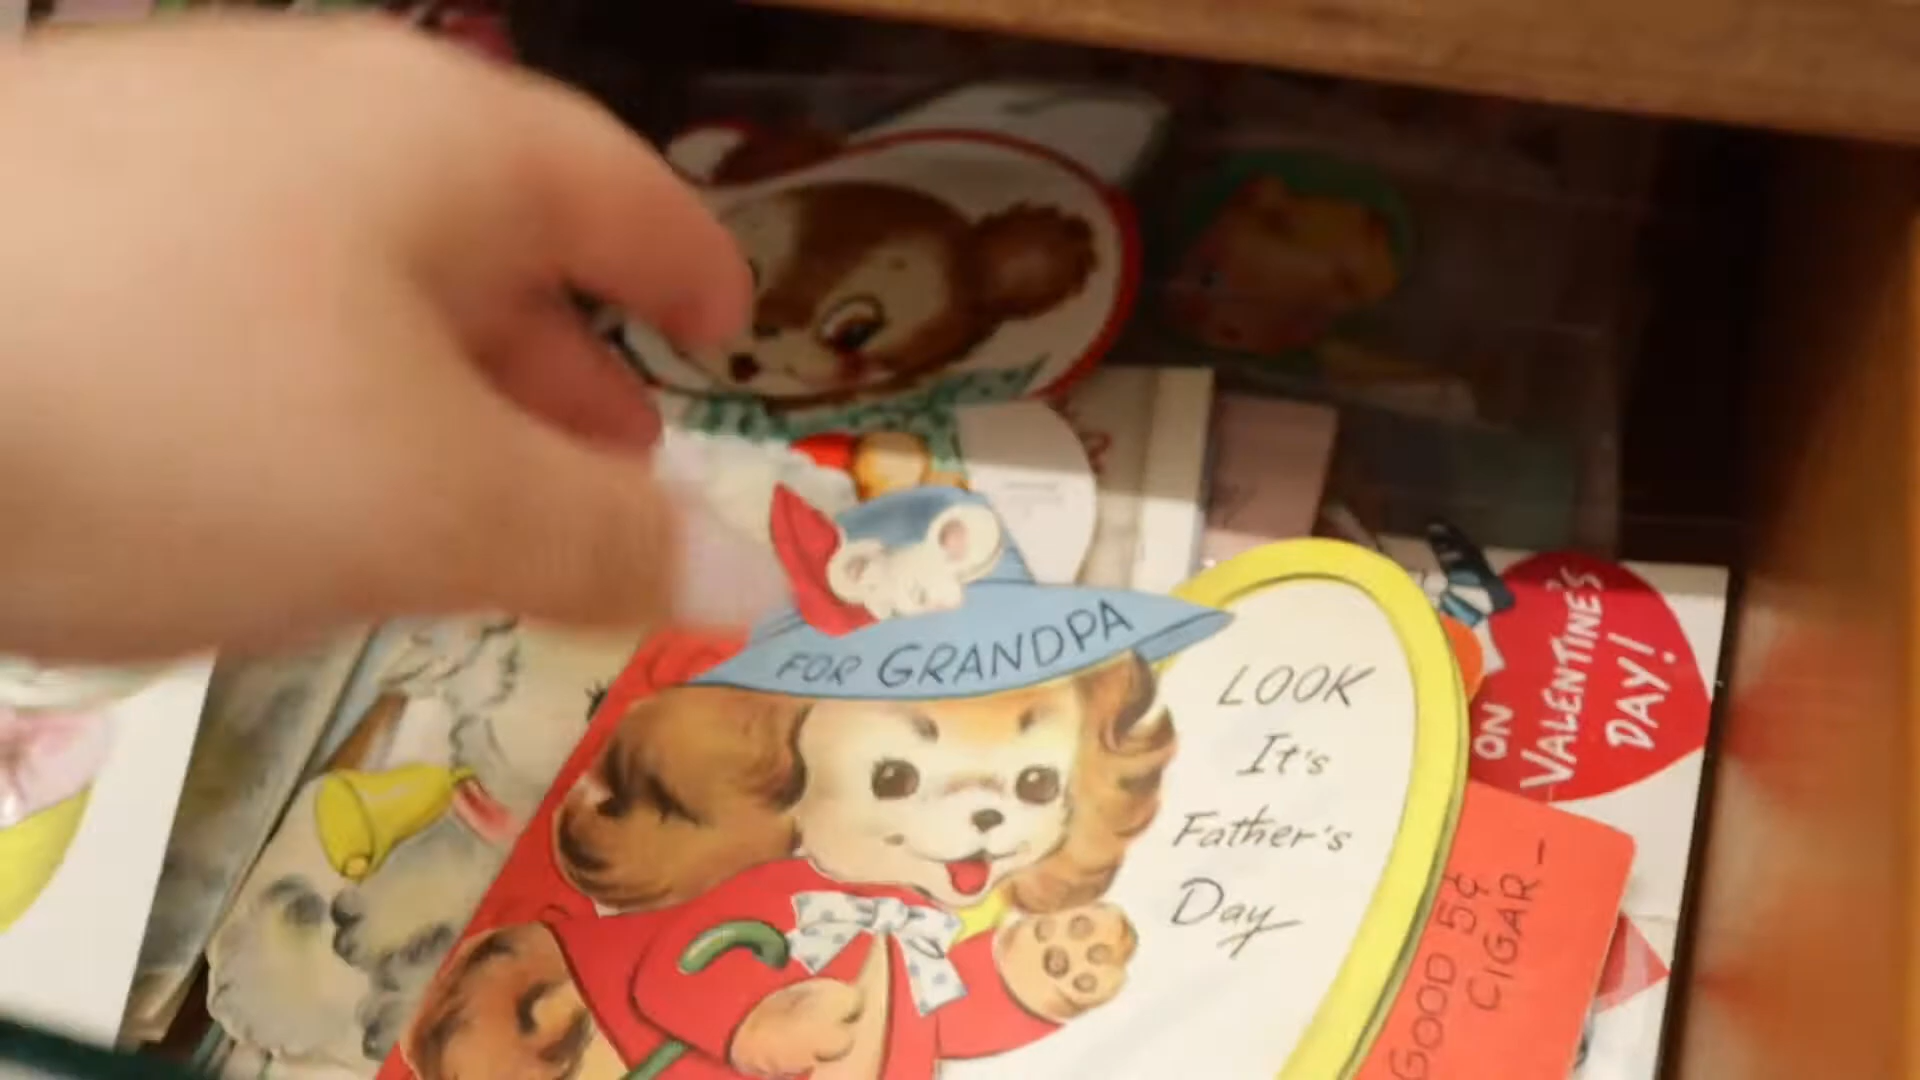 FOR GRANDPA
LOOK
It's
Father's
Day
ON
VALENTINE'S
DAY!
GOOD 5¢
CIGAR-